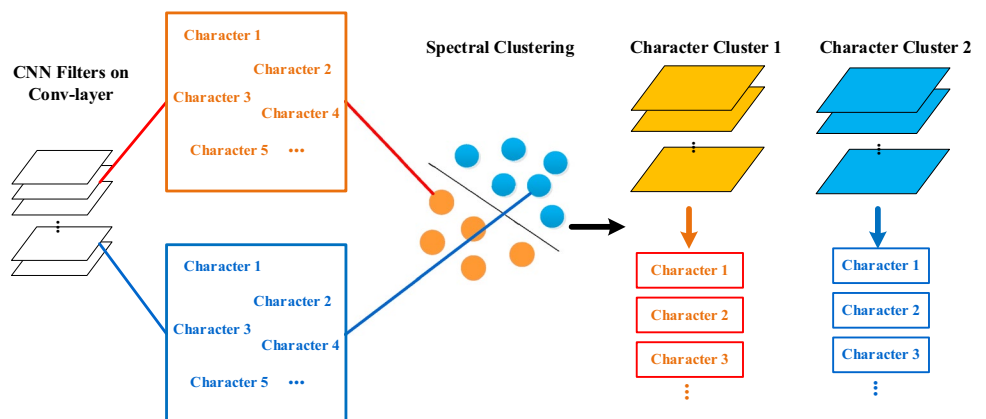 CNN Filters on
Conv-layer
Character 1
Character 2
Character 3
Character 4
Character 5 ...
Character 1
Character 2
Character 3
Character 4
Character 5 ...
Spectral Clustering
Character Cluster 1
...
Character 1
Character 2
Character 3
...
Character Cluster 2
...
Character 1
Character 2
Character 3
...